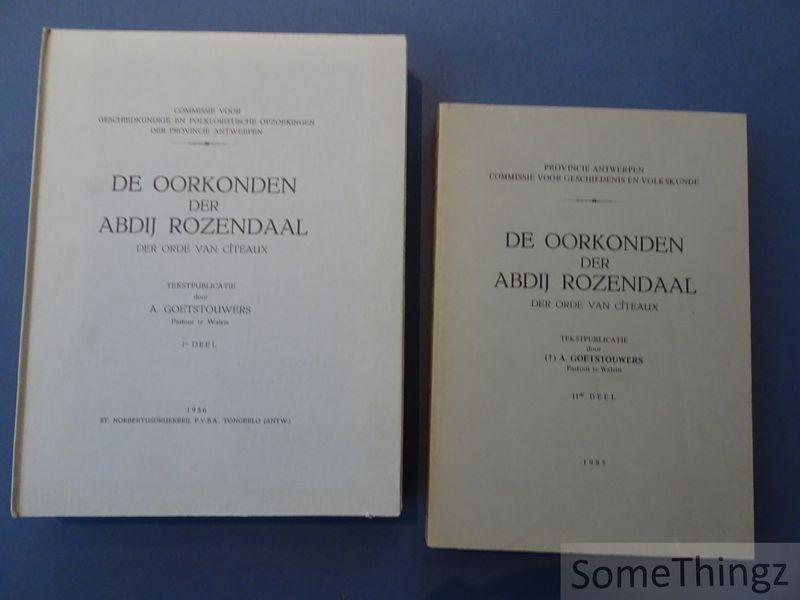 COMMISSIE VOOR
GESCHIEDKUNDIGE EN FOLKLORISTISCHE OPZOEKINGEN
DER PROVINCIE ANTWERPEN
DE OORKONDEN
DER
ABDIJ ROZENDAAL
DER ORDE VAN CÎTEAUX
TEKSTPUBLICATIE
door
A. GOETSTOUWERS
Pastoor te Walem
Iste DEEL
1956
ST. NORBERTUSDRUKKERIJ P.V.B.A. TONGERLO (ANTW.)
PROVINCIE ANTWERPEN
COMMISSIE VOOR GESCHIEDENIS EN VOLKSKUNDE
DE OORKONDEN
DER
ABDIJ ROZENDAAL
DER ORDE VAN CÎTEAUX
TEKSTPUBLICATIE
door
(†) A. GOETSTOUWERS
Pastoor te Walem
IIde DEEL
1985
SomeThingz